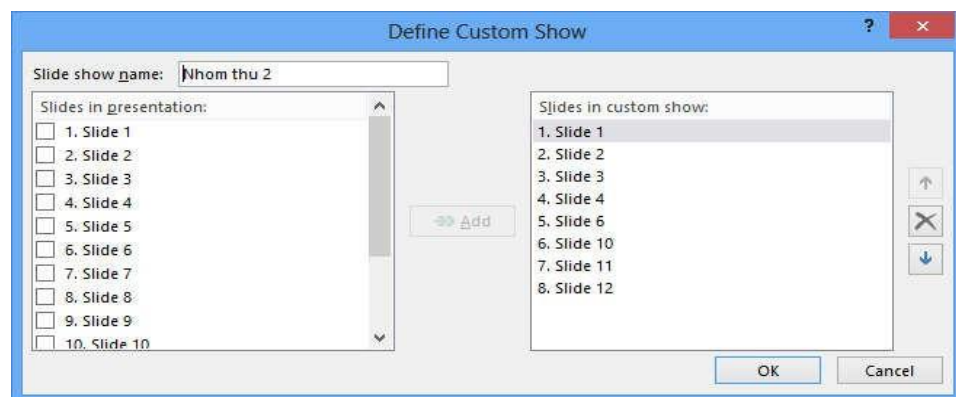 Define Custom Show
?
Slide show name: Nhom thu 2
Slides in presentation:
1. Slide 1
2. Slide 2
3. Slide 3
4. Slide 4
5. Slide 5
6. Slide 6
7. Slide 7
8. Slide 8
9. Slide 9
10. Slide 10
Add
Slides in custom show:
1. Slide 1
2. Slide 2
3. Slide 3
4. Slide 4
5. Slide 6
6. Slide 10
7. Slide 11
8. Slide 12
OK Cancel